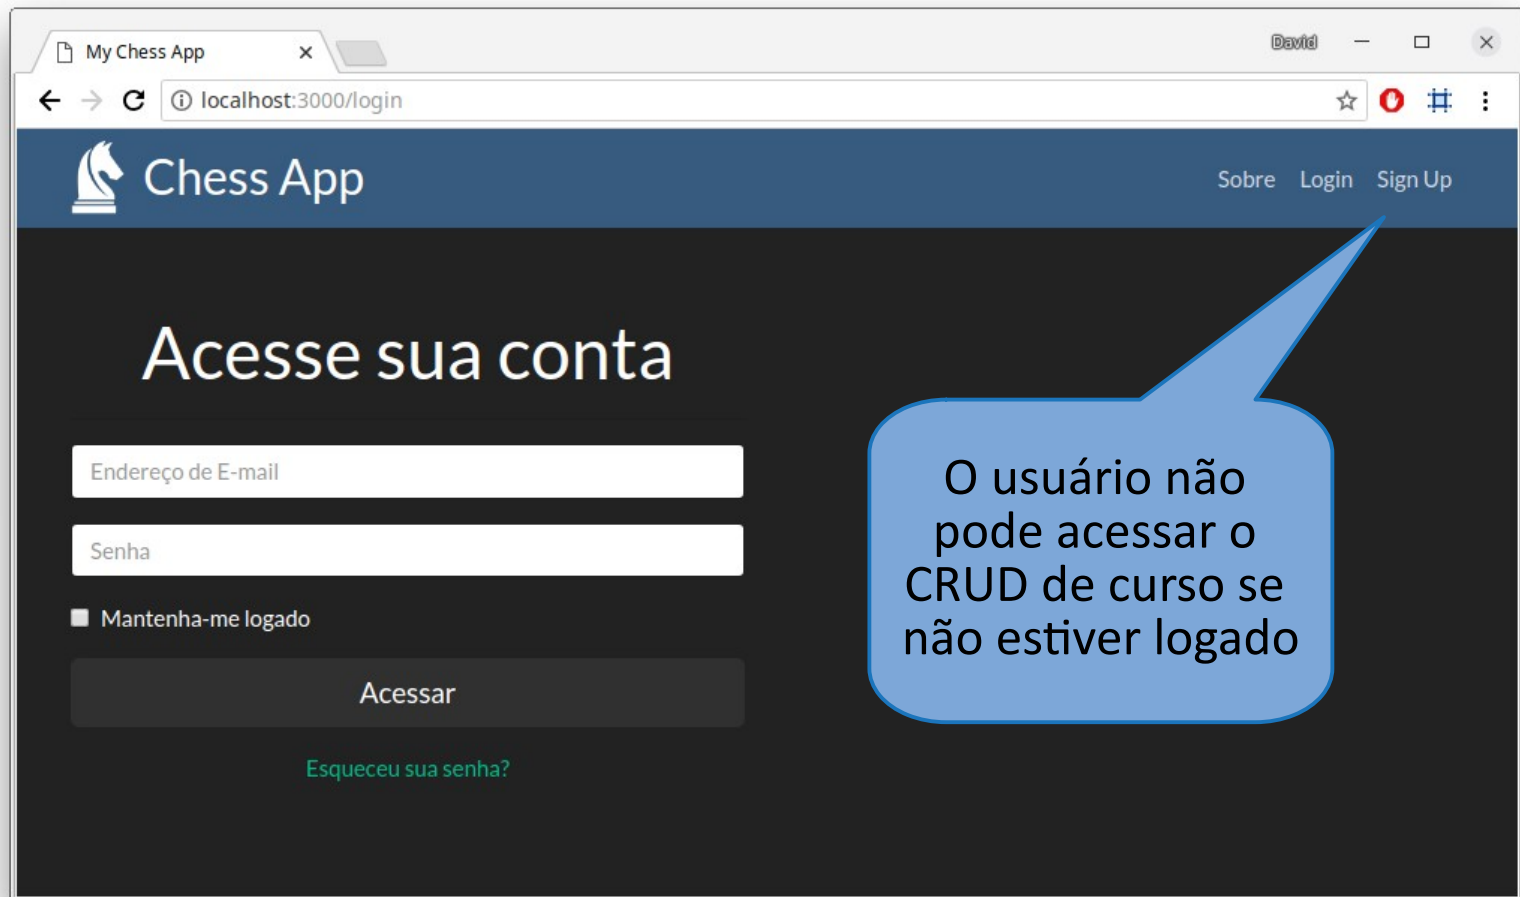 My Chess App
David
localhost:3000/login
Chess App
Sobre Login Sign Up
Acesse sua conta
Endereço de E-mail
Senha
Mantenha-me logado
Acessar
Esqueceu sua senha?
O usuário não
pode acessar o
CRUD de curso se
não estiver logado